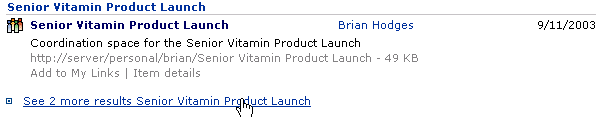 Senior Vitamin Product Launch
Senior Vitamin Product Launch Brian Hodges 9/11/2003
Coordination space for the Senior Vitamin Product Launch
http://server/personal/brian/Senior Vitamin Product Launch - 49 KB
Add to My Links | Item details
See 2 more results Senior Vitamin Product Launch